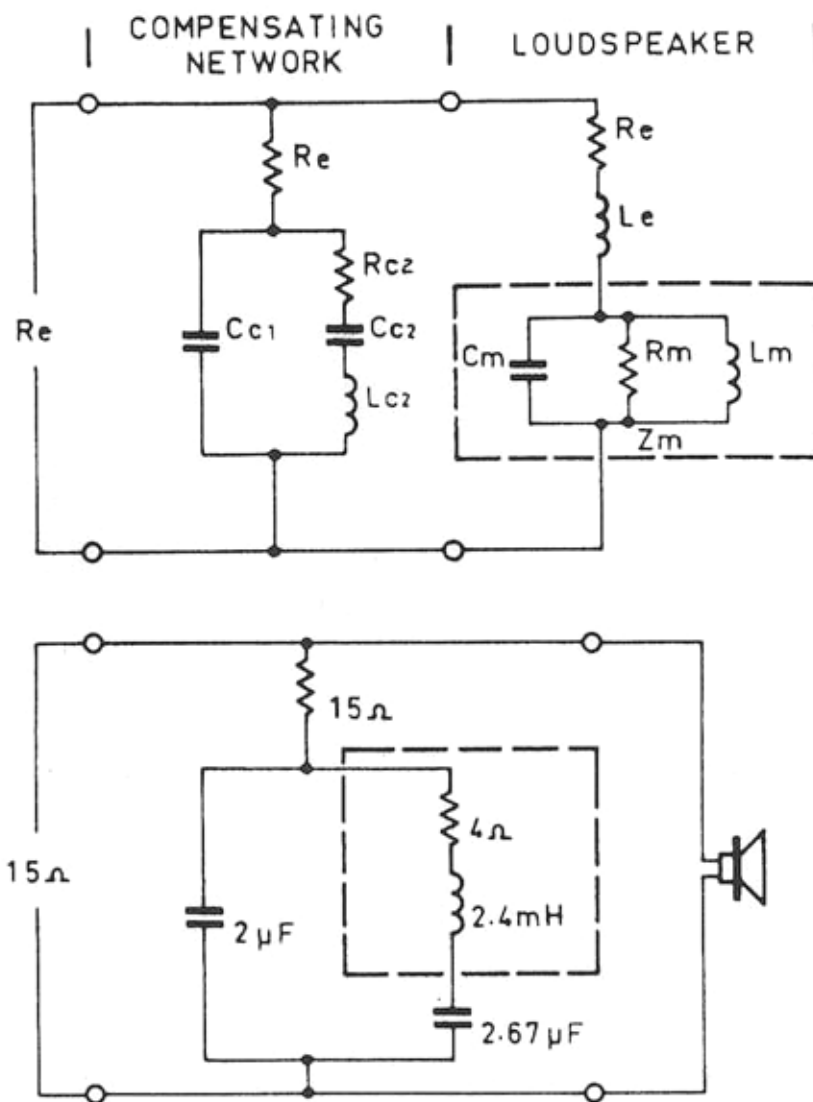 COMPENSATING NETWORK
LOUDSPEAKER
Re
Re
Le
Rc2
Re
Cc1
Cc2
Cm
Rm
Lm
Lc2
Zm
15Ω
4Ω
15Ω
2µF
2.4mH
2.67µF